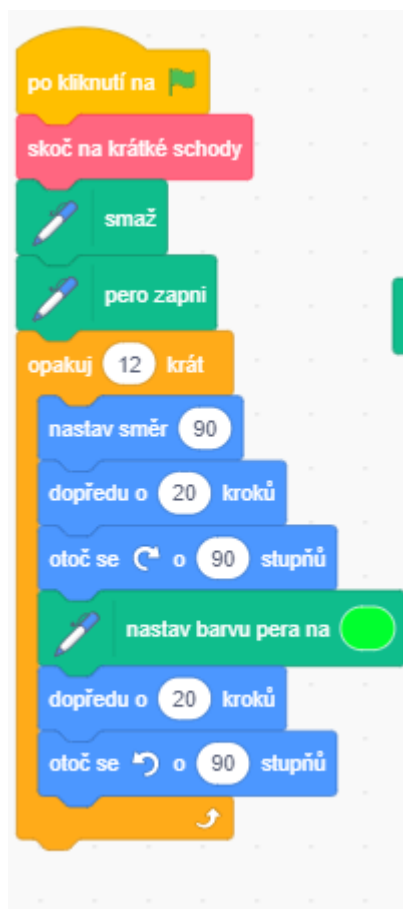 po kliknutí na
skoč na krátké schody
smaž
pero zapni
opakuj 12 krát
nastav směr 90
dopředu o 20 kroků
otoč se o 90 stupňů
nastav barvu pera na
dopředu o 20 kroků
otoč se o 90 stupňů